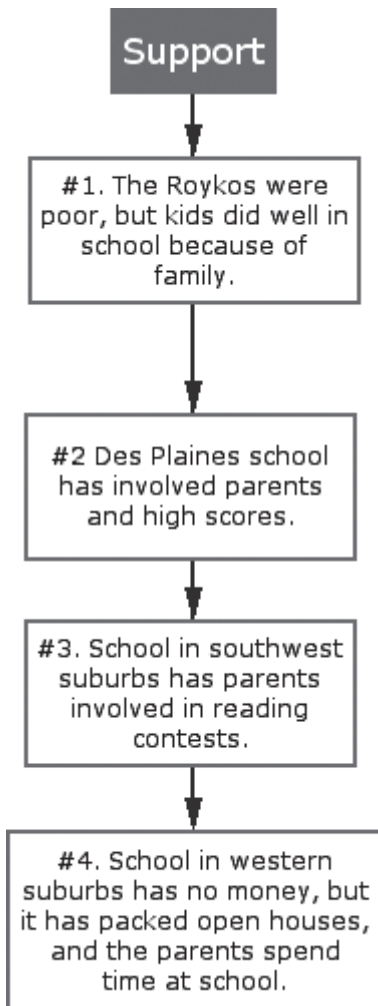 Support
#1. The Roykos were
poor, but kids did well in
school because of
family.
#2 Des Plaines school
has involved parents
and high scores.
#3. School in southwest
suburbs has parents
involved in reading
contests.
#4. School in western
suburbs has no money, but
it has packed open houses,
and the parents spend
time at school.